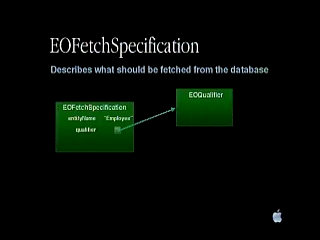 EOFetchSpecification
Describes what should be fetched from the database
EOFetchSpecification
entityName "Employee"
qualifier
EOQualifier